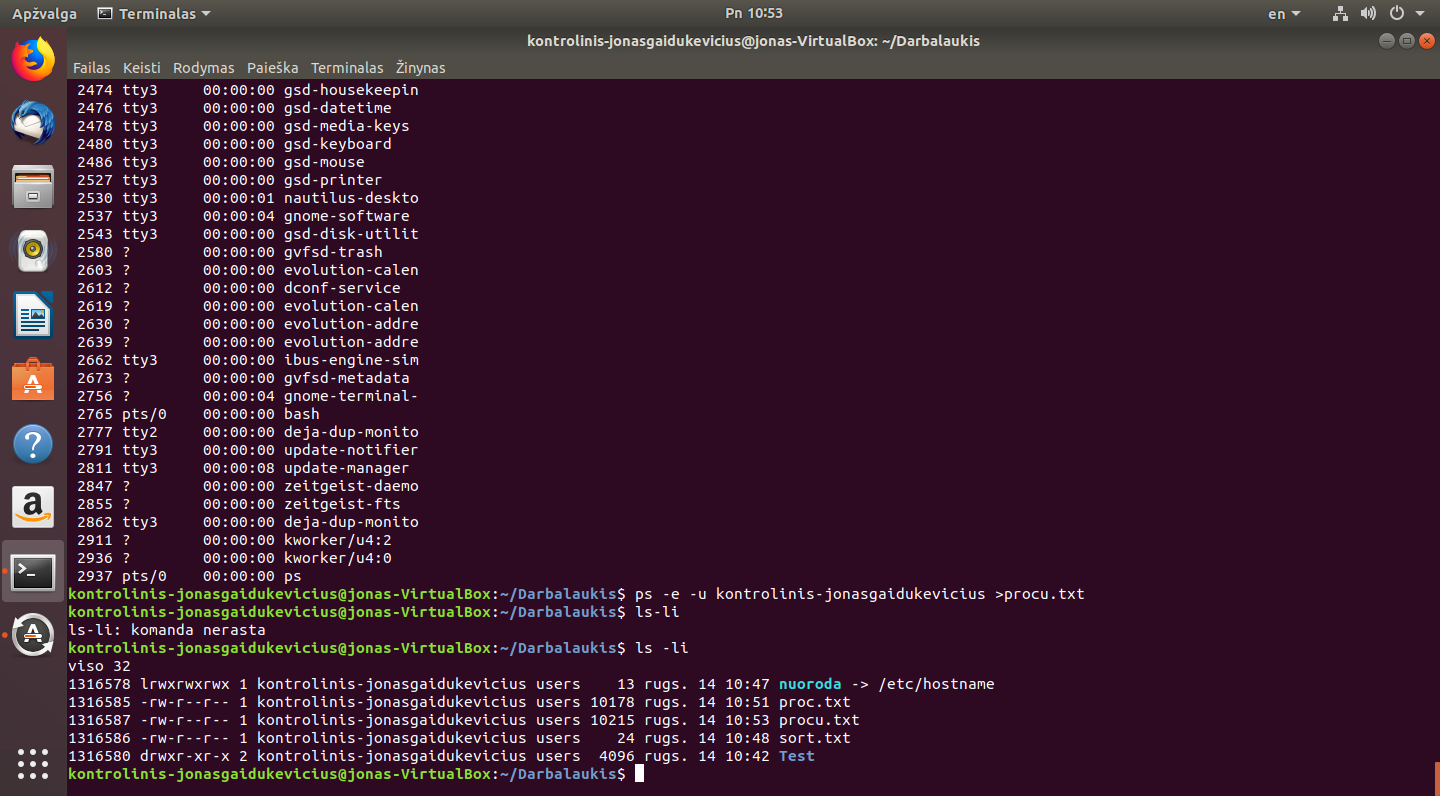 Apžvalga Terminalas Pn 10:53 en
kontrolinis-jonasgaidukevicius@jonas-VirtualBox: ~/Darbalaukis
Failas Keisti Rodymas Paieška Terminalas Žinynas
2474 tty3 00:00:00 gsd-housekeepin
2476 tty3 00:00:00 gsd-datetime
2478 tty3 00:00:00 gsd-media-keys
2480 tty3 00:00:00 gsd-keyboard
2486 tty3 00:00:00 gsd-mouse
2527 tty3 00:00:00 gsd-printer
2530 tty3 00:00:01 nautilus-deskto
2537 tty3 00:00:04 gnome-software
2543 tty3 00:00:00 gsd-disk-utilit
2580 ? 00:00:00 gvfsd-trash
2603 ? 00:00:00 evolution-calen
2612 ? 00:00:00 dconf-service
2619 ? 00:00:00 evolution-calen
2630 ? 00:00:00 evolution-addre
2639 ? 00:00:00 evolution-addre
2662 tty3 00:00:00 ibus-engine-sim
2673 ? 00:00:00 gvfsd-metadata
2756 ? 00:00:04 gnome-terminal-
2765 pts/0 00:00:00 bash
2777 tty2 00:00:00 deja-dup-monito
2791 tty3 00:00:00 update-notifier
2811 tty3 00:00:08 update-manager
2847 ? 00:00:00 zeitgeist-daemo
2855 ? 00:00:00 zeitgeist-fts
2862 tty3 00:00:00 deja-dup-monito
2911 ? 00:00:00 kworker/u4:2
2936 ? 00:00:00 kworker/u4:0
2937 pts/0 00:00:00 ps
kontrolinis-jonasgaidukevicius@jonas-VirtualBox:~/Darbalaukis$ ps -e -u kontrolinis-jonasgaidukevicius >procu.txt
kontrolinis-jonasgaidukevicius@jonas-VirtualBox:~/Darbalaukis$ ls-li
ls-li: komanda nerasta
kontrolinis-jonasgaidukevicius@jonas-VirtualBox:~/Darbalaukis$ ls -li
viso 32
1316578 lrwxrwxrwx 1 kontrolinis-jonasgaidukevicius users 13 rugs. 14 10:47 nuoroda -> /etc/hostname
1316585 -rw-r--r-- 1 kontrolinis-jonasgaidukevicius users 10178 rugs. 14 10:51 proc.txt
1316587 -rw-r--r-- 1 kontrolinis-jonasgaidukevicius users 10215 rugs. 14 10:53 procu.txt
1316586 -rw-r--r-- 1 kontrolinis-jonasgaidukevicius users 24 rugs. 14 10:48 sort.txt
1316580 drwxr-xr-x 2 kontrolinis-jonasgaidukevicius users 4096 rugs. 14 10:42 Test
kontrolinis-jonasgaidukevicius@jonas-VirtualBox:~/Darbalaukis$